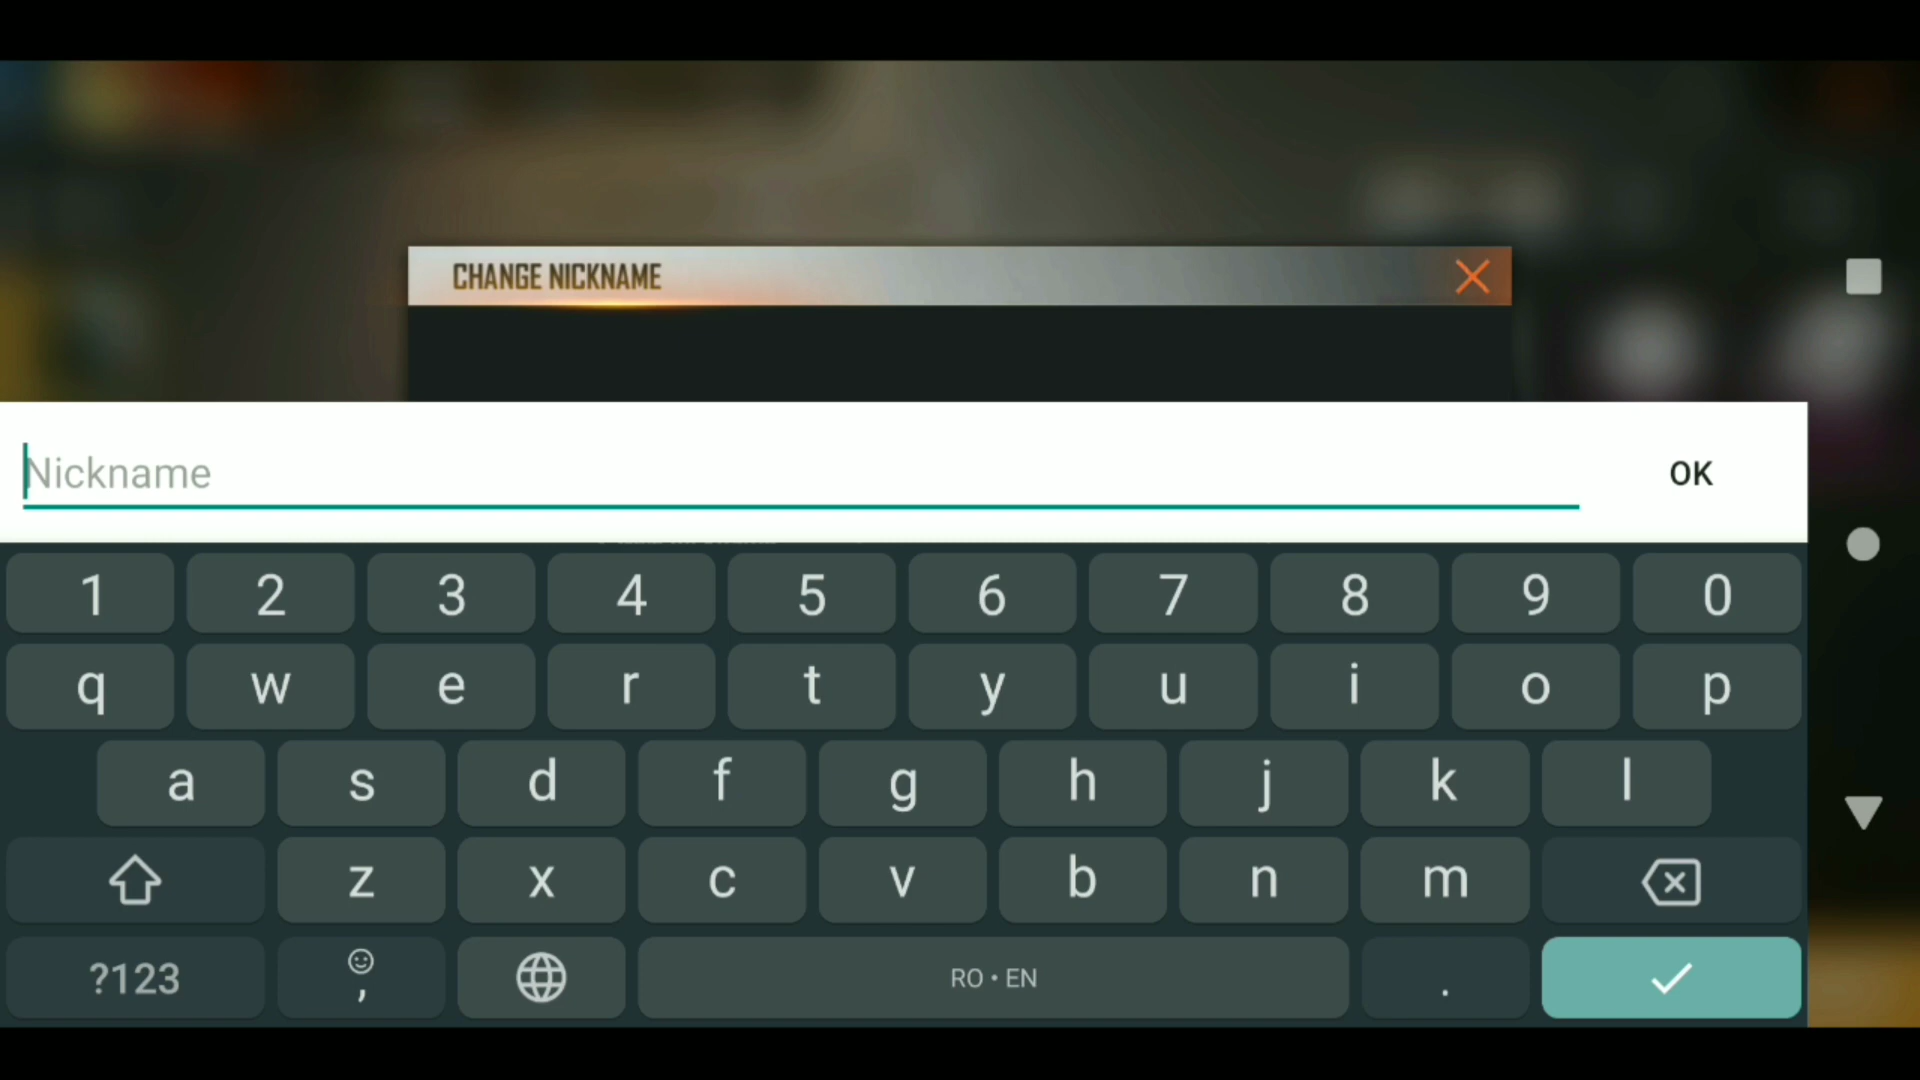 CHANGE NICKNAME
Nickname
OK
1 2 3 4 5 6 7 8 9 0
q w e r t y u i o p
a s d f g h j k l
z x c v b n m
?123 , RO • EN .